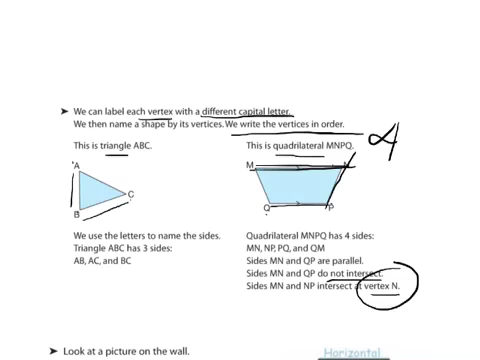 ➤ We can label each vertex with a different capital letter.
We then name a shape by its vertices. We write the vertices in order.
This is triangle ABC.
This is quadrilateral MNPQ.
A
B
C
M
N
Q
P
4
We use the letters to name the sides.
Triangle ABC has 3 sides:
AB, AC, and BC
Quadrilateral MNPQ has 4 sides:
MN, NP, PQ, and QM
Sides MN and QP are parallel.
Sides MN and QP do not intersect.
Sides MN and NP intersect at vertex N.
➤ Look at a picture on the wall.
Horizontal